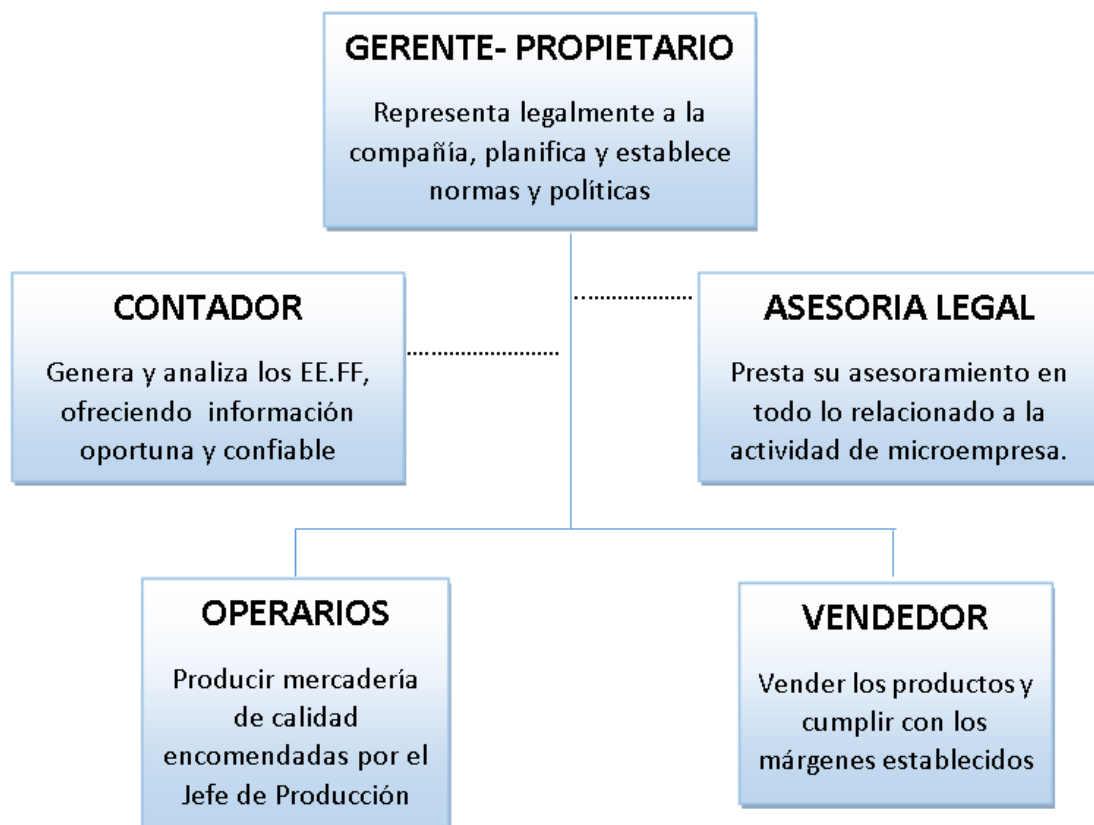 GERENTE- PROPIETARIO
Representa legalmente a la
compañía, planifica y establece
normas y políticas
CONTADOR
Genera y analiza los EE.FF,
ofreciendo información
oportuna y confiable
ASESORIA LEGAL
Presta su asesoramiento en
todo lo relacionado a la
actividad de microempresa.
OPERARIOS
Producir mercadería
de calidad
encomendadas por el
Jefe de Producción
VENDEDOR
Vender los productos y
cumplir con los
márgenes establecidos